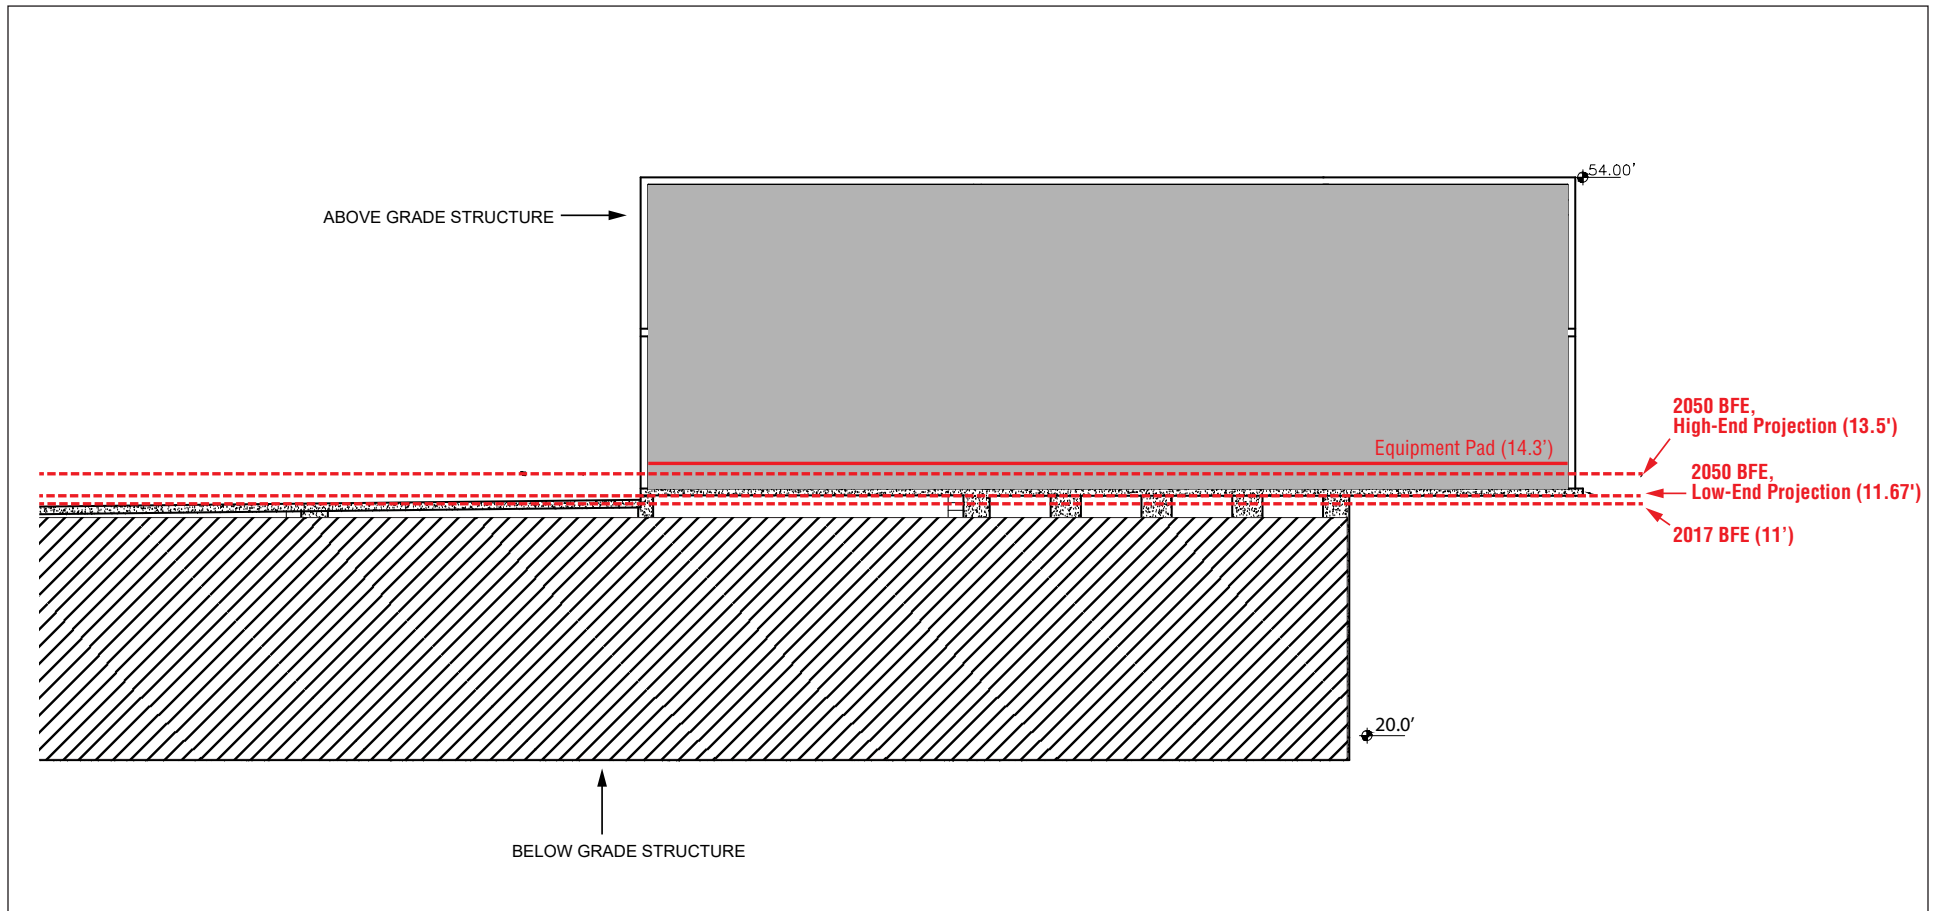 54.00'
ABOVE GRADE STRUCTURE
2050 BFE,
High-End Projection (13.5')
Equipment Pad (14.3’)
2050 BFE,
Low-End Projection (11.67')
2017 BFE (11’)
20.0’
BELOW GRADE STRUCTURE